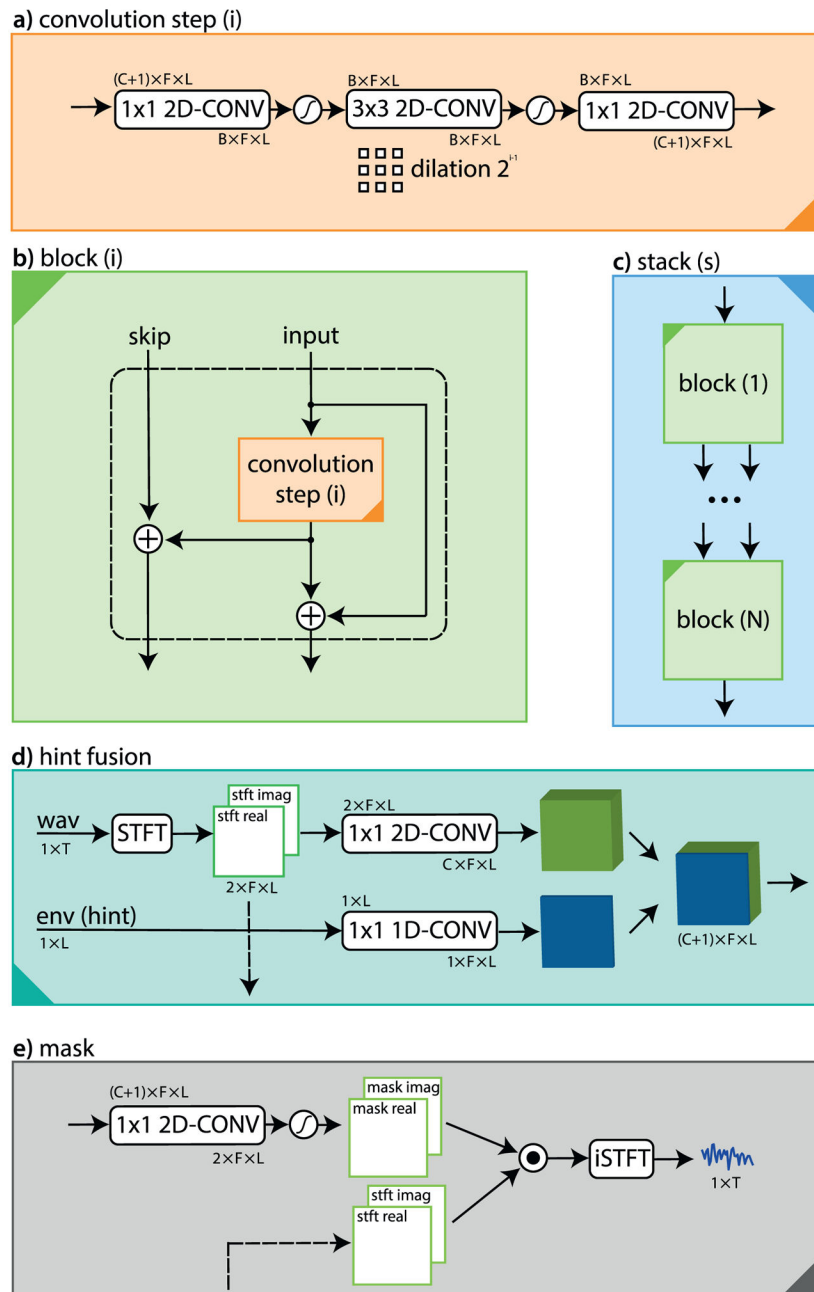 a) convolution step (i)
(C+1)×F×L
1x1 2D-CONV
B×F×L
B×F×L
3x3 2D-CONV
B×F×L
B×F×L
1x1 2D-CONV
(C+1)×F×L
dilation 2^i-1
b) block (i)
skip
input
convolution
step (i)
c) stack (s)
block (1)
•••
block (N)
d) hint fusion
wav
1×T
STFT
stft imag
stft real
2×F×L
2×F×L
1x1 2D-CONV
C×F×L
env (hint)
1×L
1×L
1x1 1D-CONV
1×F×L
(C+1)×F×L
e) mask
(C+1)×F×L
1x1 2D-CONV
2×F×L
mask imag
mask real
stft imag
stft real
iSTFT
1×T